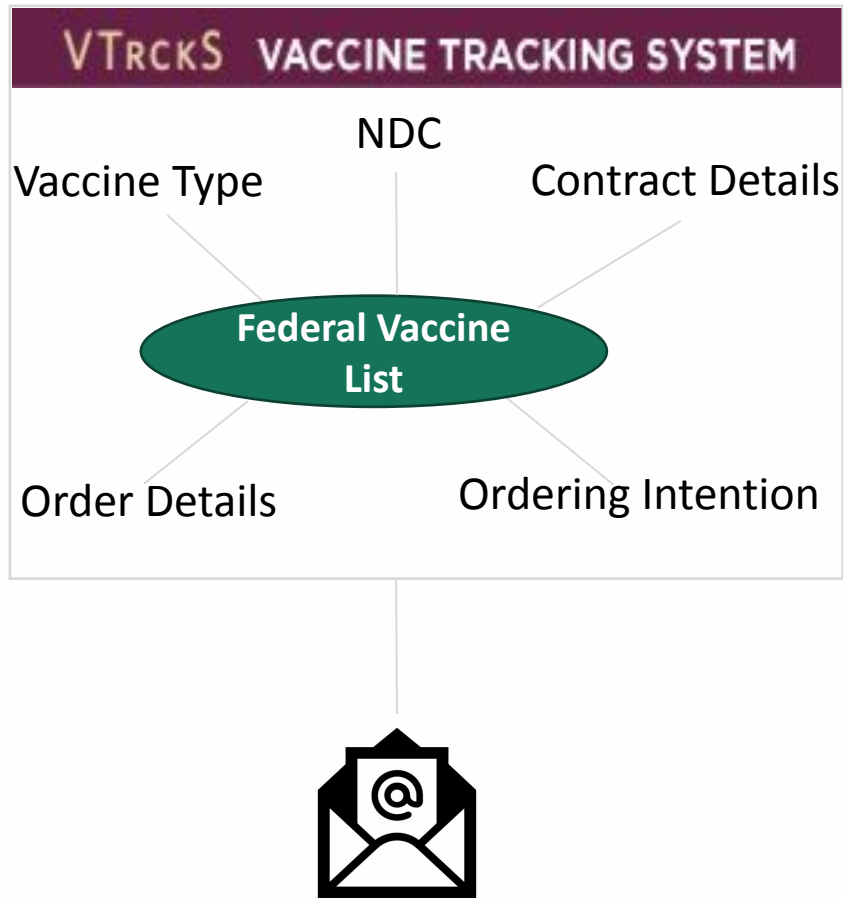 VTRCKS VACCINE TRACKING SYSTEM
NDC
Vaccine Type
Contract Details
Federal Vaccine
List
Order Details
Ordering Intention
@